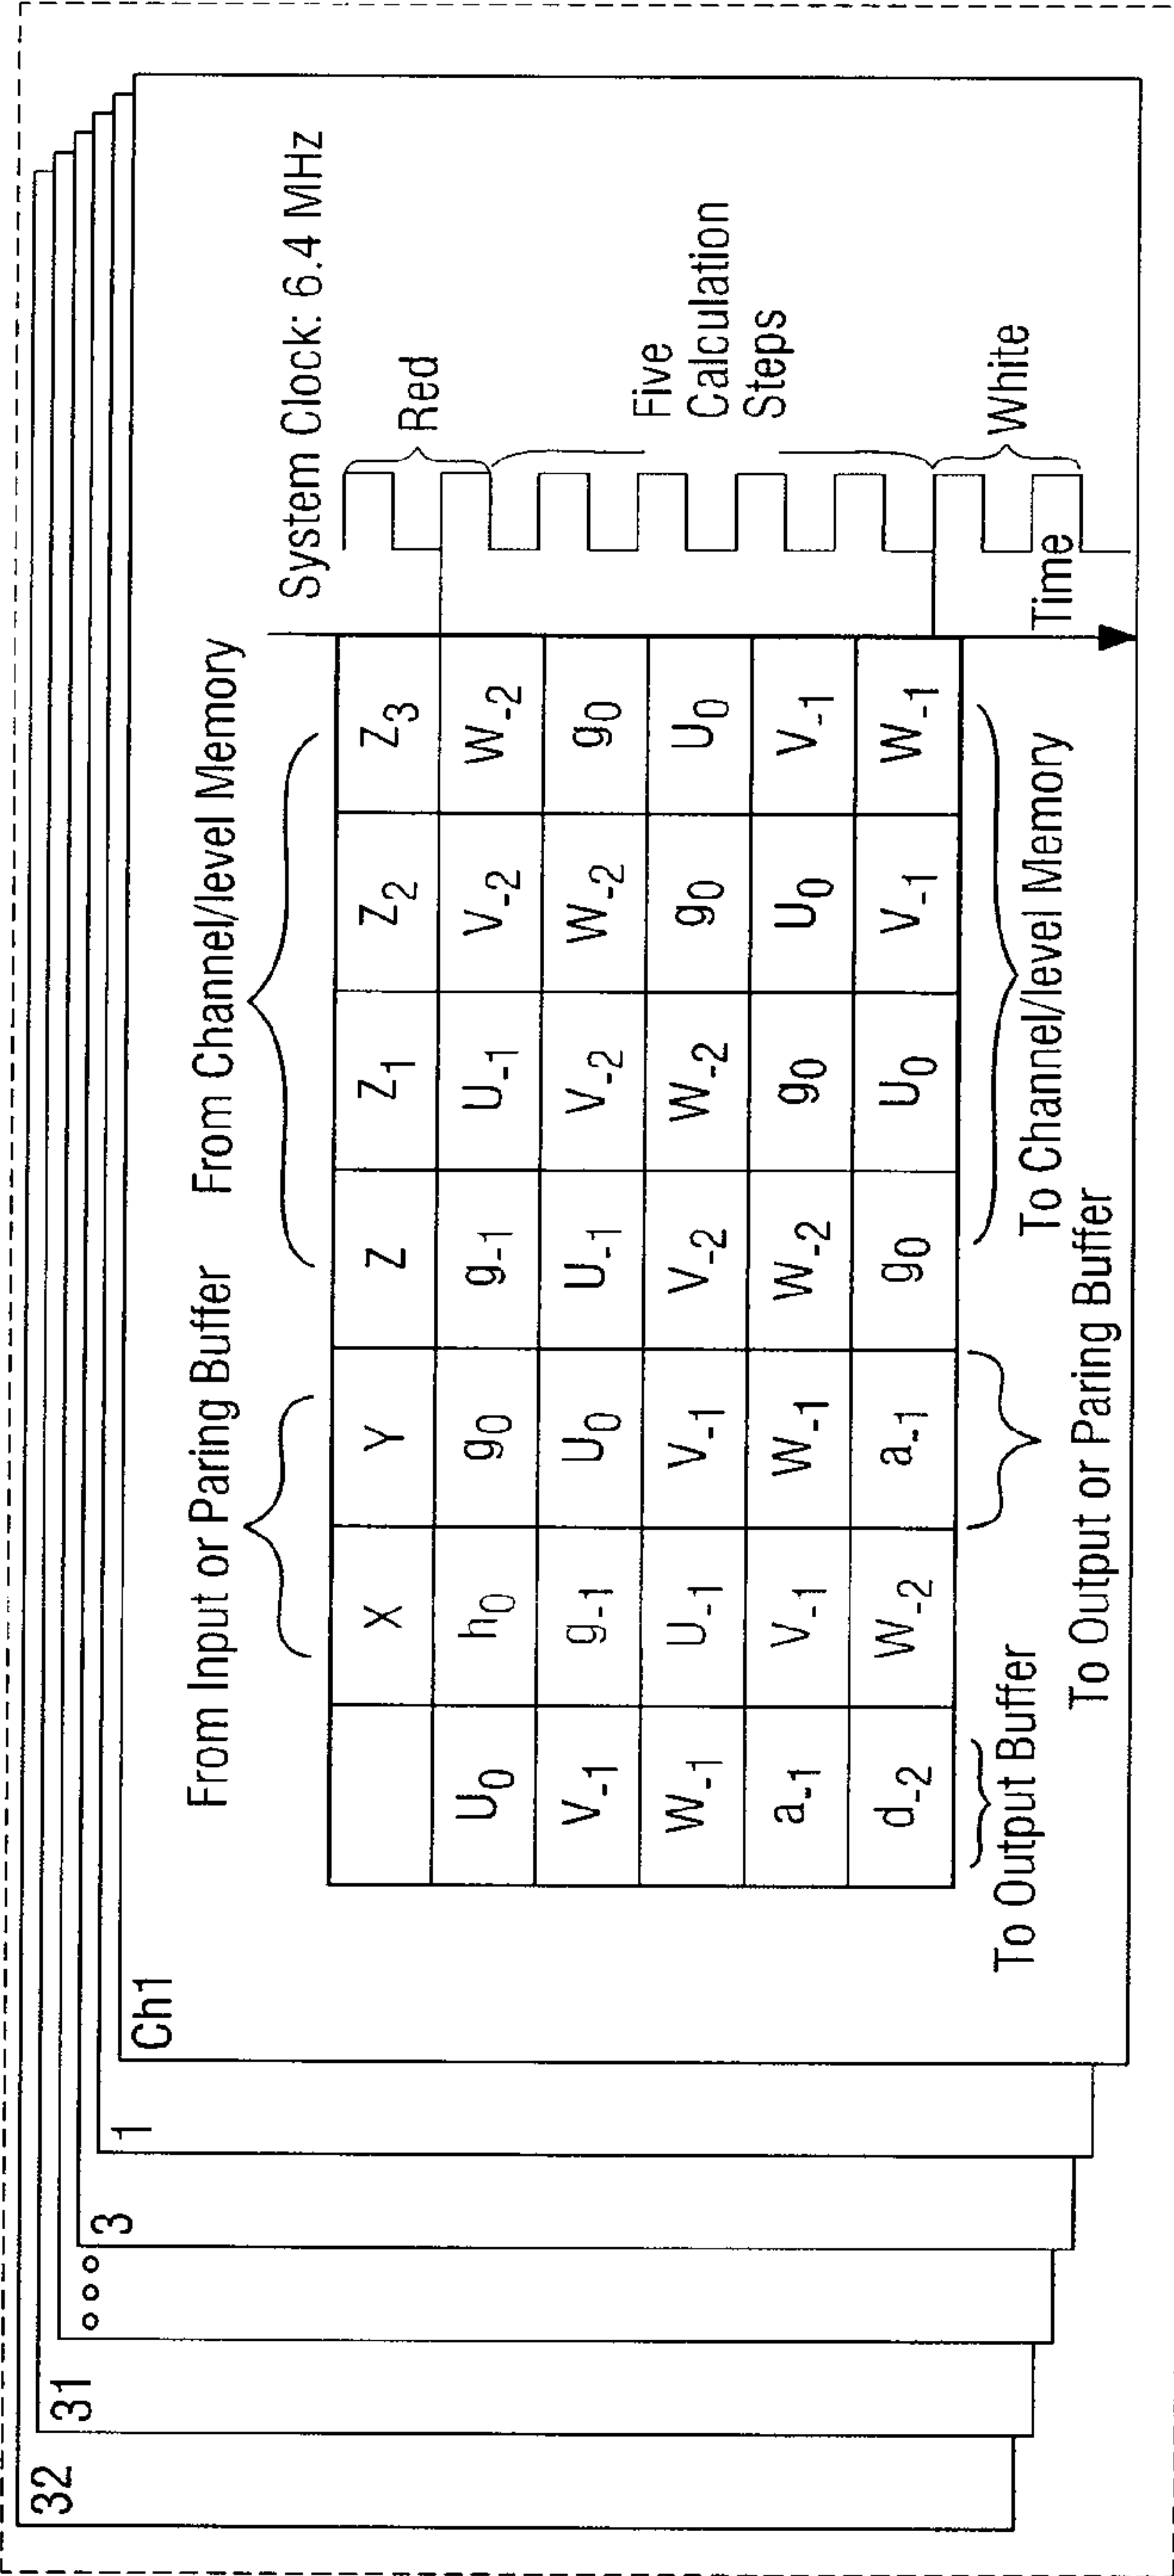 32
31
ooo
3
1
Ch1
System Clock: 6.4 MHz
From Input or Paring Buffer
From Channel/level Memory
X Y Z Z1 Z2 Z3
U0 h0 g0 g-1 U-1 V-2 W-2
V-1 g-1 U0 U-1 V-2 W-2 g0
W-1 U-1 V-1 V-2 W-2 g0 U0
a-1 V-1 W-1 W-2 g0 U0 V-1
d-2 W-2 a-1 g0 U0 V-1 W-1
Red
Five
Calculation
Steps
White
Time
To Output Buffer
To Output or Paring Buffer
To Channel/level Memory